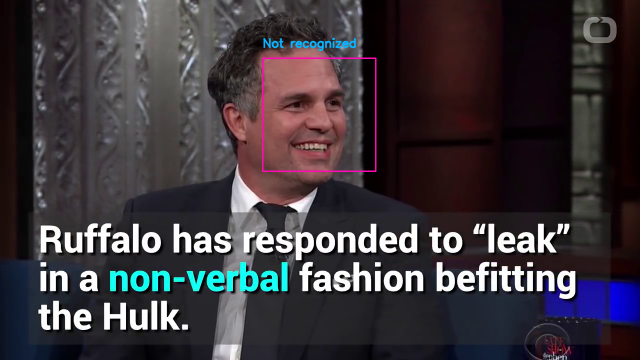 Not recognized
Ruffalo has responded to “leak”
in a non-verbal fashion befitting
the Hulk.